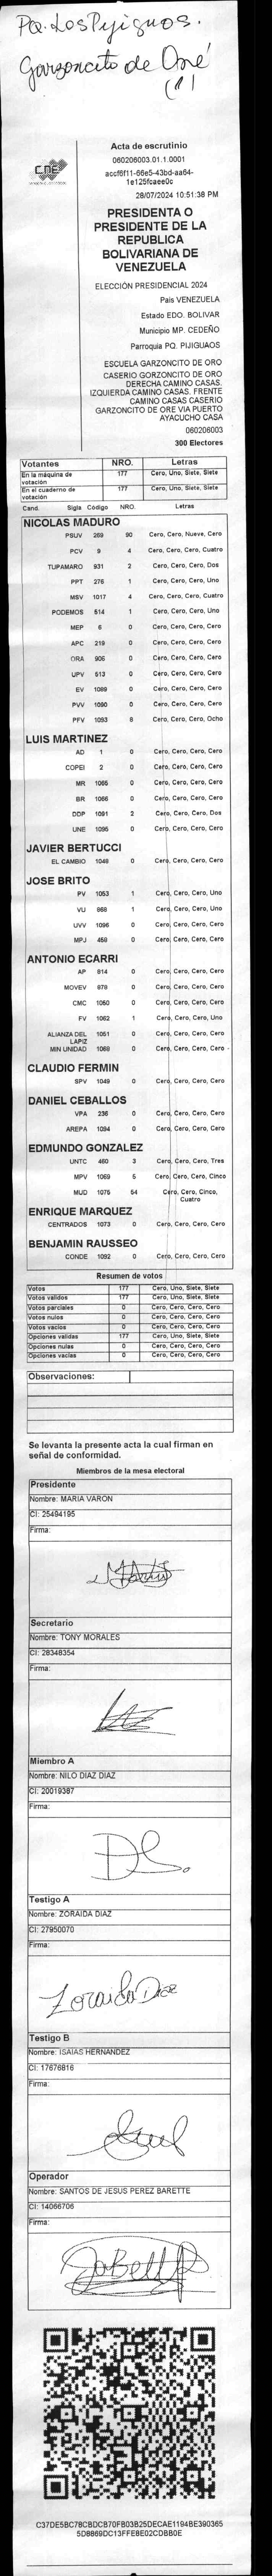 Pq. Los Pijiguos.
Garzoncito de Oré
(1)
CNE
Acta de escrutinio
060206003.01.1.0001
accf6f11-66e5-43bd-aa64-
1e125fcaee0c
28/07/2024 10:51:38 PM
PRESIDENTA O
PRESIDENTE DE LA
REPUBLICA
BOLIVARIANA DE
VENEZUELA
ELECCIÓN PRESIDENCIAL 2024
País VENEZUELA
Estado EDO. BOLIVAR
Municipio MP. CEDEÑO
Parroquia PQ. PIJIGUAOS
ESCUELA GARZONCITO DE ORO
CASERIO GORZONCITO DE ORO
DERECHA CAMINO CASAS.
IZQUIERDA CAMINO CASAS. FRENTE
CAMINO CASAS CASERIO
GARZONCITO DE ORE VIA PUERTO
AYACUCHO CASA
060206003
300 Electores
Votantes NRO. Letras
En la máquina de votación 177 Cero, Uno, Siete, Siete
En el cuaderno de votación 177 Cero, Uno, Siete, Siete
Cand. Sigla Código NRO. Letras
NICOLAS MADURO
PSUV 269 90 Cero, Cero, Nueve, Cero
PCV 9 4 Cero, Cero, Cero, Cuatro
TUPAMARO 931 2 Cero, Cero, Cero, Dos
PPT 276 1 Cero, Cero, Cero, Uno
MSV 1017 4 Cero, Cero, Cero, Cuatro
PODEMOS 514 1 Cero, Cero, Cero, Uno
MEP 6 0 Cero, Cero, Cero, Cero
APC 219 0 Cero, Cero, Cero, Cero
ORA 906 0 Cero, Cero, Cero, Cero
UPV 513 0 Cero, Cero, Cero, Cero
EV 1089 0 Cero, Cero, Cero, Cero
PVV 1090 0 Cero, Cero, Cero, Cero
PFV 1093 8 Cero, Cero, Cero, Ocho
LUIS MARTINEZ
AD 1 0 Cero, Cero, Cero, Cero
COPEI 2 0 Cero, Cero, Cero, Cero
MR 1065 0 Cero, Cero, Cero, Cero
BR 1066 0 Cero, Cero, Cero, Cero
DDP 1091 2 Cero, Cero, Cero, Dos
UNE 1095 0 Cero, Cero, Cero, Cero
JAVIER BERTUCCI
EL CAMBIO 1048 0 Cero, Cero, Cero, Cero
JOSE BRITO
PV 1053 1 Cero, Cero, Cero, Uno
VU 868 1 Cero, Cero, Cero, Uno
UVV 1096 0 Cero, Cero, Cero, Cero
MPJ 458 0 Cero, Cero, Cero, Cero
ANTONIO ECARRI
AP 814 0 Cero, Cero, Cero, Cero
MOVEV 878 0 Cero, Cero, Cero, Cero
CMC 1050 0 Cero, Cero, Cero, Cero
FV 1062 1 Cero, Cero, Cero, Uno
ALIANZA DEL LAPIZ 1051 0 Cero, Cero, Cero, Cero
MIN UNIDAD 1069 0 Cero, Cero, Cero, Cero
CLAUDIO FERMIN
SPV 1049 0 Cero, Cero, Cero, Cero
DANIEL CEBALLOS
VPA 236 0 Cero, Cero, Cero, Cero
AREPA 1094 0 Cero, Cero, Cero, Cero
EDMUNDO GONZALEZ
UNTC 460 3 Cero, Cero, Cero, Tres
MPV 1059 5 Cero, Cero, Cero, Cinco
MUD 1075 54 Cero, Cero, Cinco, Cuatro
ENRIQUE MARQUEZ
CENTRADOS 1073 0 Cero, Cero, Cero, Cero
BENJAMIN RAUSSEO
CONDE 1092 0 Cero, Cero, Cero, Cero
Resumen de votos
Votos 177 Cero, Uno, Siete, Siete
Votos validos 177 Cero, Uno, Siete, Siete
Votos parciales 0 Cero, Cero, Cero, Cero
Votos nulos 0 Cero, Cero, Cero, Cero
Votos vacíos 0 Cero, Cero, Cero, Cero
Opciones validas 177 Cero, Uno, Siete, Siete
Opciones nulas 0 Cero, Cero, Cero, Cero
Opciones vacías 0 Cero, Cero, Cero, Cero
Observaciones:
Se levanta la presente acta la cual firman en
señal de conformidad.
Miembros de la mesa electoral
Presidente
Nombre: MARIA VARON
CI: 25494195
Firma:
Secretario
Nombre: TONY MORALES
CI: 28348354
Firma:
Miembro A
Nombre: NILO DIAZ DIAZ
CI: 20019387
Firma:
Testigo A
Nombre: ZORAIDA DIAZ
CI: 27950070
Firma:
Zoraida Diaz
Testigo B
Nombre: ISAIAS HERNANDEZ
CI: 17676816
Firma:
Operador
Nombre: SANTOS DE JESUS PEREZ BARETTE
CI: 14066706
Firma:
C37DE5BC78CBDCB70FB03B25DECAE1194BE390365
5D8869DC13FFE8E02CDBB0E